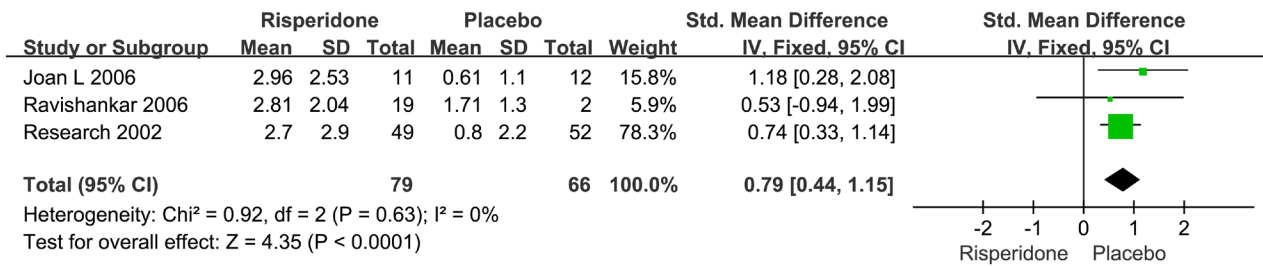 Risperidone Placebo Std. Mean Difference Std. Mean Difference
Study or Subgroup Mean SD Total Mean SD Total Weight IV, Fixed, 95% CI IV, Fixed, 95% CI
Joan L 2006 2.96 2.53 11 0.61 1.1 12 15.8% 1.18 [0.28, 2.08]
Ravishankar 2006 2.81 2.04 19 1.71 1.3 2 5.9% 0.53 [-0.94, 1.99]
Research 2002 2.7 2.9 49 0.8 2.2 52 78.3% 0.74 [0.33, 1.14]
Total (95% CI) 79 66 100.0% 0.79 [0.44, 1.15]
Heterogeneity: Chi² = 0.92, df = 2 (P = 0.63); I² = 0%
Test for overall effect: Z = 4.35 (P < 0.0001)
-2 -1 0 1 2
Risperidone Placebo